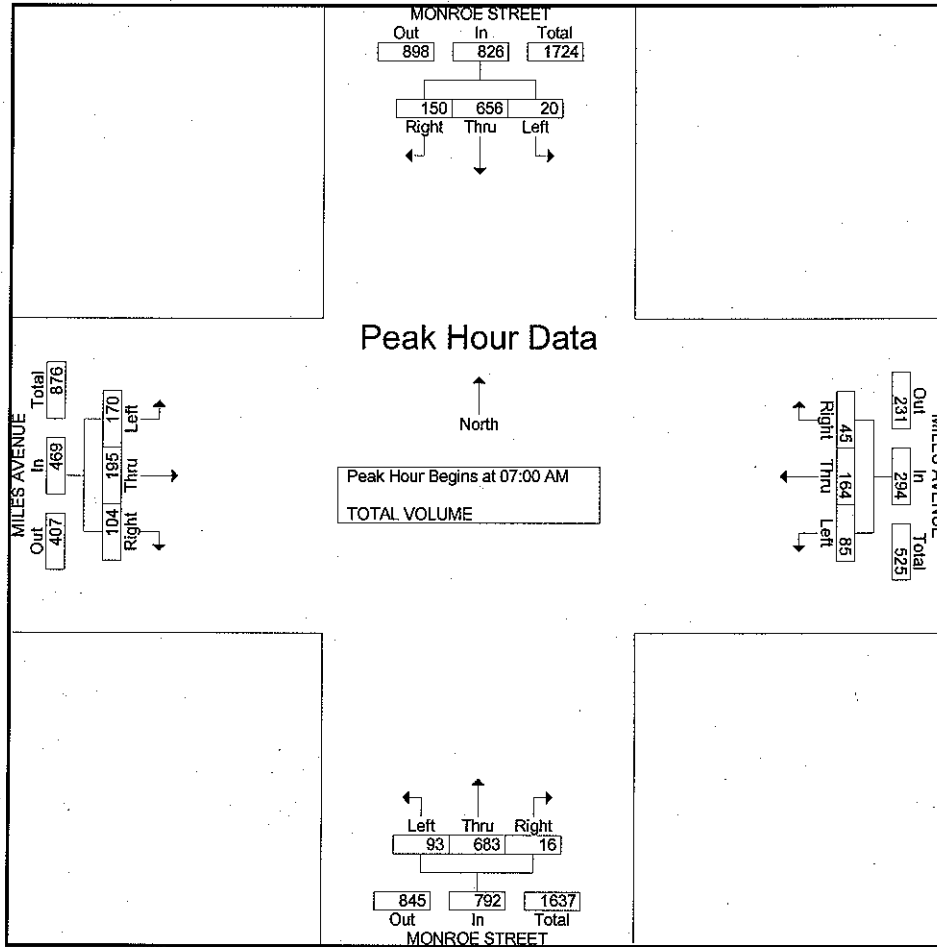 MONROE STREET
Out In Total
898 826 1724
150 656 20
Right Thru Left
Peak Hour Data
North
Peak Hour Begins at 07:00 AM
TOTAL VOLUME
MILES AVENUE
Out In Total
407 469 876
Right Thru Left
104 195 170
MILES AVENUE
Out In Total
231 294 525
Right Thru Left
45 164 85
Left Thru Right
93 683 16
845 792 1637
Out In Total
MONROE STREET